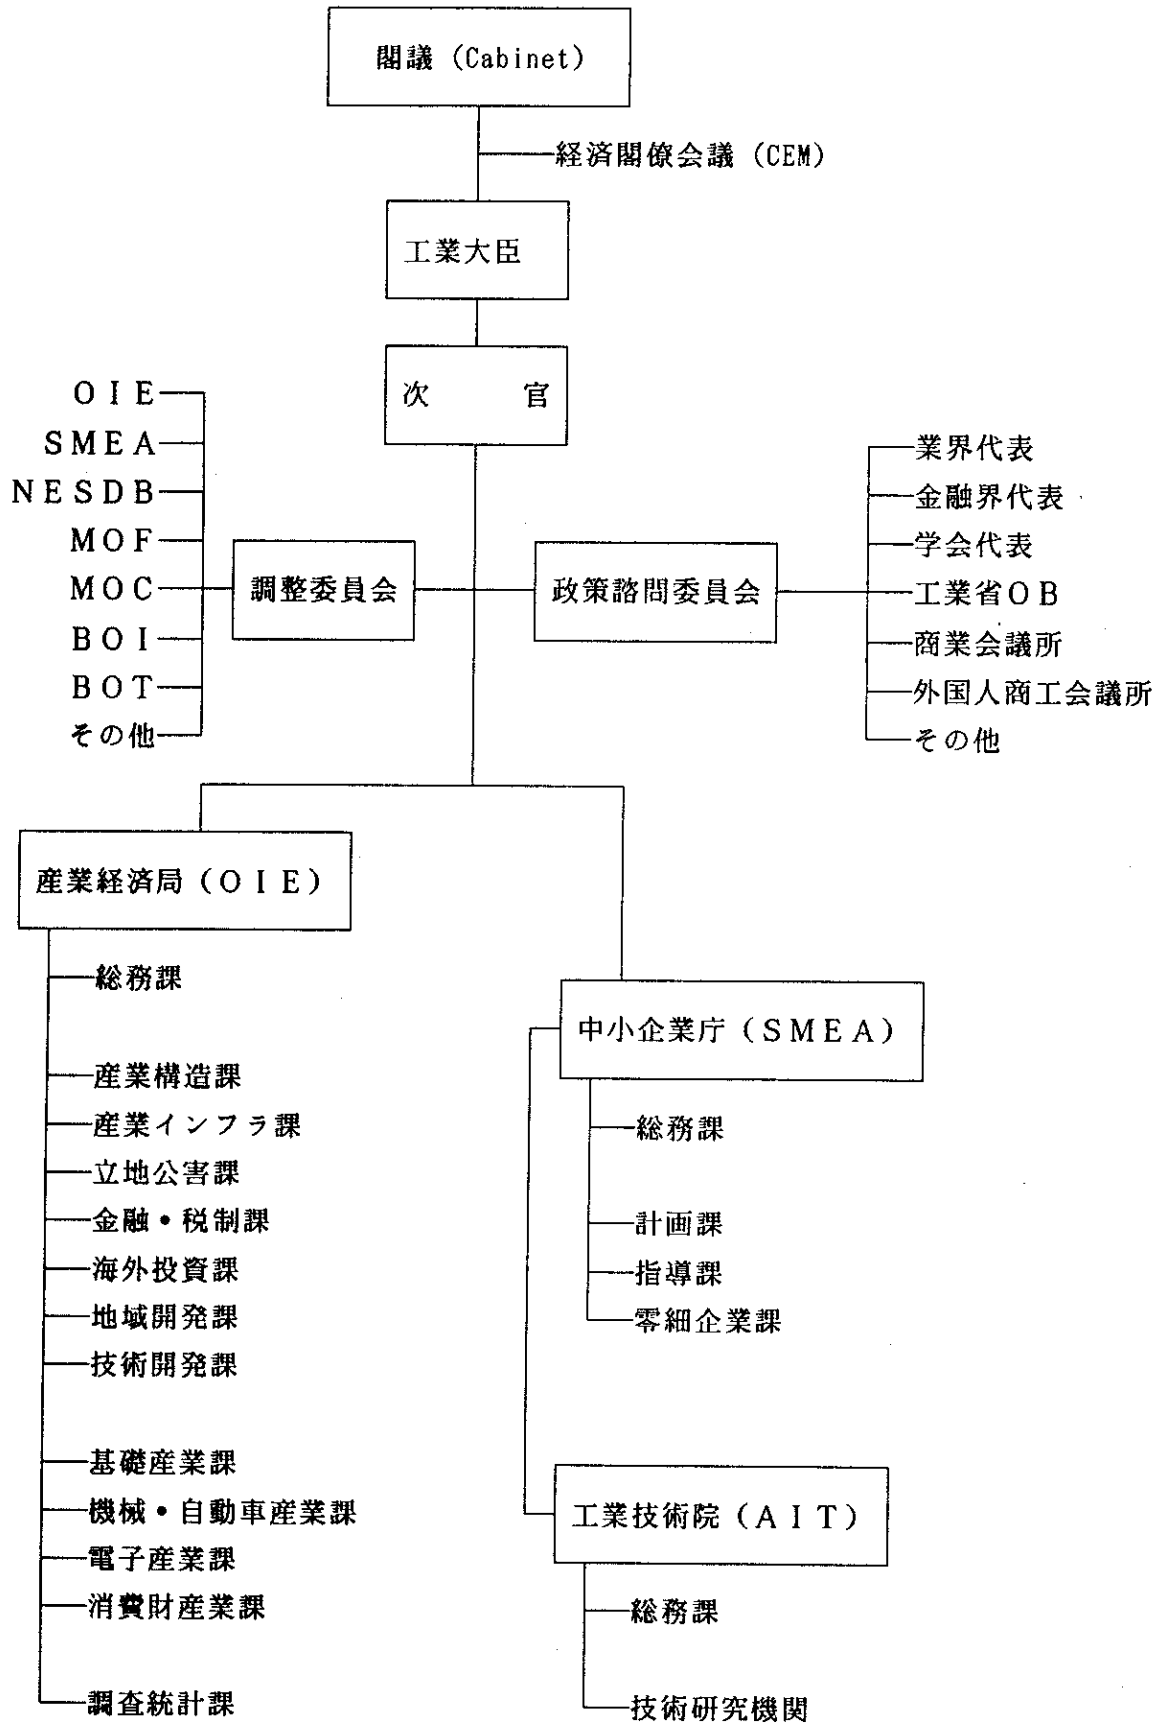 閣議 (Cabinet)
経済閣僚会議 (CEM)
工業大臣
次　官
ＯＩＥ
ＳＭＥＡ
ＮＥＳＤＢ
ＭＯＦ
ＭＯＣ
ＢＯＩ
ＢＯＴ
その他
調整委員会
政策諮問委員会
業界代表
金融界代表
学会代表
工業省ＯＢ
商業会議所
外国人商工会議所
その他
産業経済局（ＯＩＥ）
総務課
産業構造課
産業インフラ課
立地公害課
金融・税制課
海外投資課
地域開発課
技術開発課
基礎産業課
機械・自動車産業課
電子産業課
消費財産業課
調査統計課
中小企業庁（ＳＭＥＡ）
総務課
計画課
指導課
零細企業課
工業技術院（ＡＩＴ）
総務課
技術研究機関